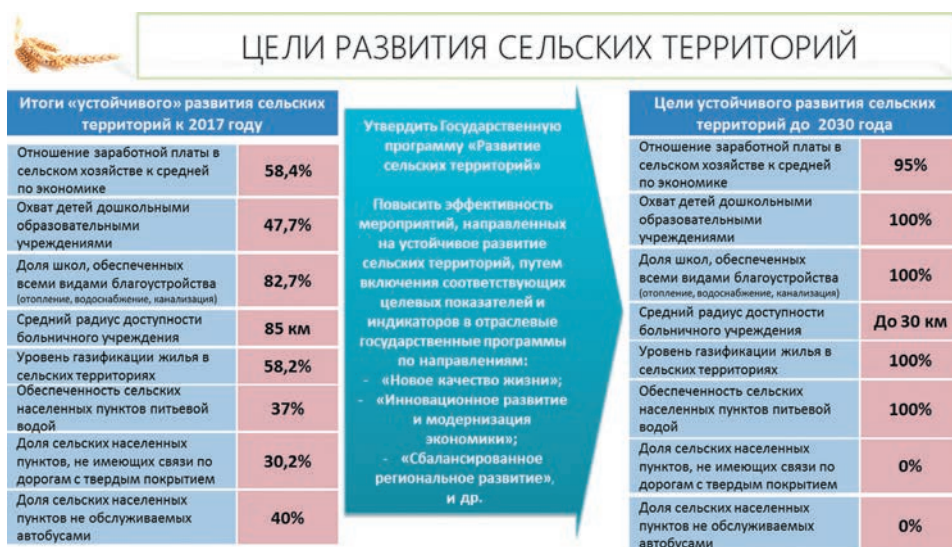 ЦЕЛИ РАЗВИТИЯ СЕЛЬСКИХ ТЕРРИТОРИЙ
Итоги «устойчивого» развития сельских
территорий к 2017 году
Отношение заработной платы в
сельском хозяйстве к средней
по экономике
58,4%
Охват детей дошкольными
образовательными
учреждениями
47,7%
Доля школ, обеспеченных
всеми видами благоустройства
(отопление, водоснабжение, канализация)
82,7%
Средний радиус доступности
больничного учреждения
85 км
Уровень газификации жилья в
сельских территориях
58,2%
Обеспеченность сельских
населенных пунктов питьевой
водой
37%
Доля сельских населенных
пунктов, не имеющих связи по
дорогам с твердым покрытием
30,2%
Доля сельских населенных
пунктов не обслуживаемых
автобусами
40%
Утвердить Государственную
программу «Развитие
сельских территорий»
Повысить эффективность
мероприятий, направленных
на устойчивое развитие
сельских территорий, путем
включения соответствующих
целевых показателей и
индикаторов в отраслевые
государственные программы
по направлениям:
- «Новое качество жизни»;
- «Инновационное развитие
и модернизация
экономики»;
- «Сбалансированное
региональное развитие»,
и др.
Цели устойчивого развития сельских
территорий до 2030 года
Отношение заработной платы в
сельском хозяйстве к средней
по экономике
95%
Охват детей дошкольными
образовательными
учреждениями
100%
Доля школ, обеспеченных
всеми видами благоустройства
(отопление, водоснабжение, канализация)
100%
Средний радиус доступности
больничного учреждения
До 30 км
Уровень газификации жилья в
сельских территориях
100%
Обеспеченность сельских
населенных пунктов питьевой
водой
100%
Доля сельских населенных
пунктов, не имеющих связи по
дорогам с твердым покрытием
0%
Доля сельских населенных
пунктов не обслуживаемых
автобусами
0%